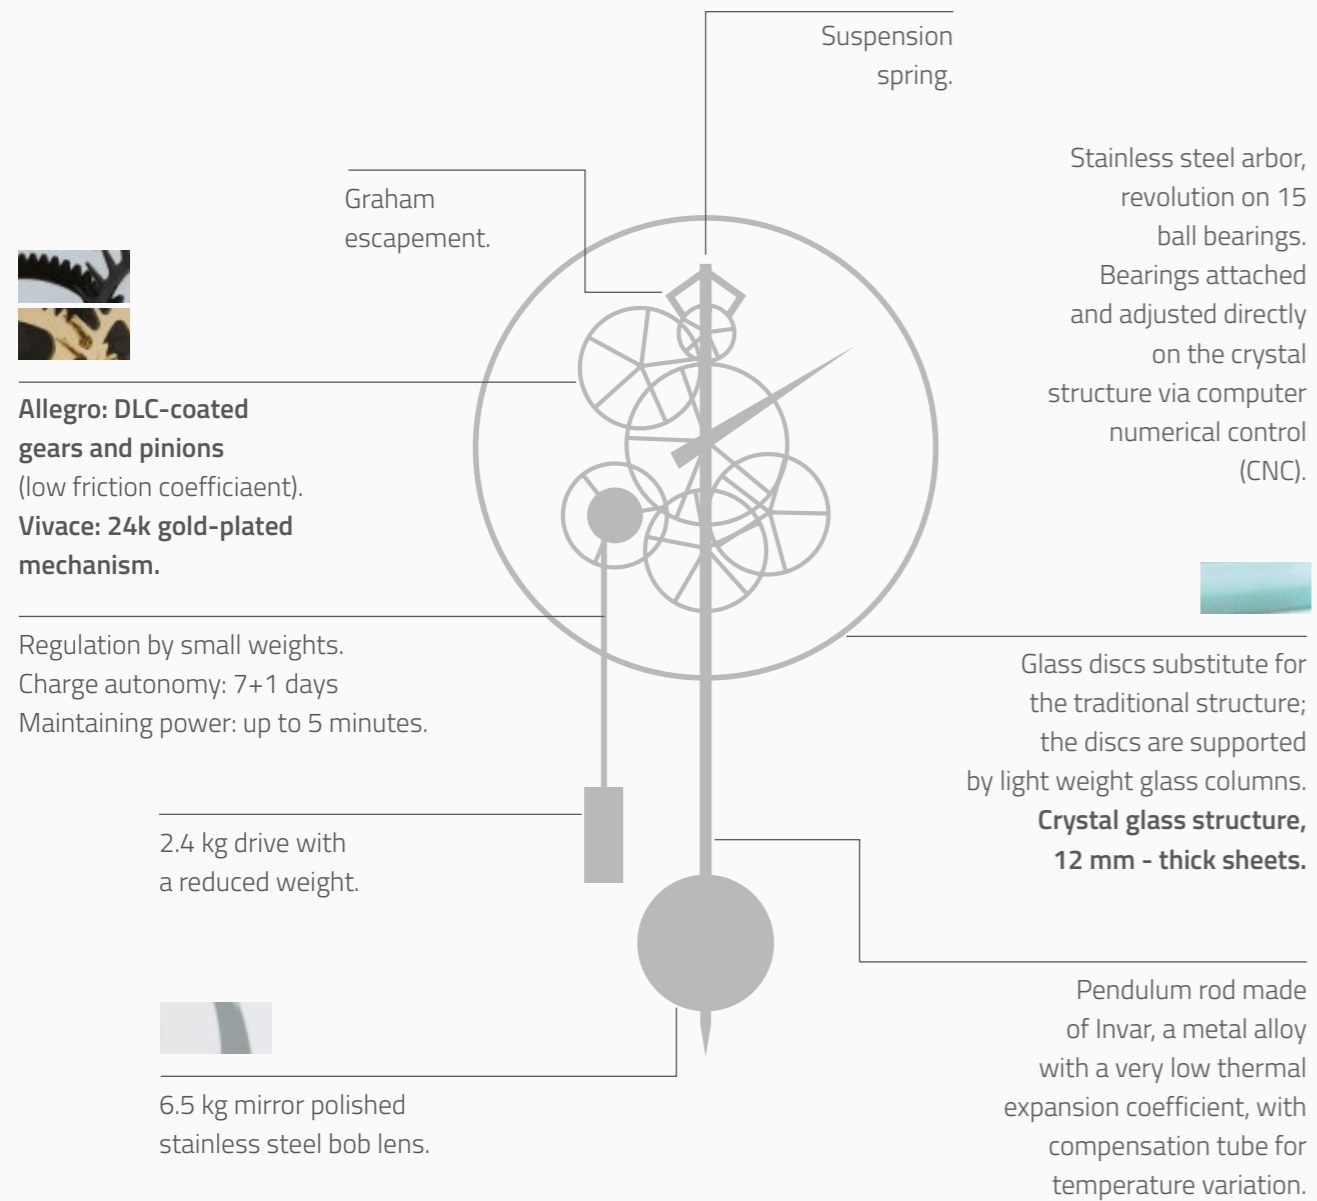 Suspension
spring.
Graham
escapement.
Stainless steel arbor,
revolution on 15
ball bearings.
Bearings attached
and adjusted directly
on the crystal
structure via computer
numerical control
(CNC).
Allegro: DLC-coated
gears and pinions
(low friction coefficiaent).
Vivace: 24k gold-plated
mechanism.
Regulation by small weights.
Charge autonomy: 7+1 days
Maintaining power: up to 5 minutes.
Glass discs substitute for
the traditional structure;
the discs are supported
by light weight glass columns.
Crystal glass structure,
12 mm - thick sheets.
2.4 kg drive with
a reduced weight.
Pendulum rod made
of Invar, a metal alloy
with a very low thermal
expansion coefficient, with
compensation tube for
temperature variation.
6.5 kg mirror polished
stainless steel bob lens.